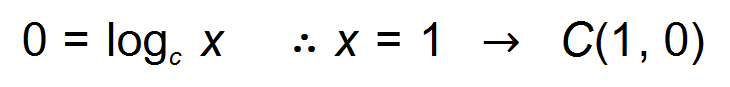 0 = log_c x ∴ x = 1 → C(1, 0)